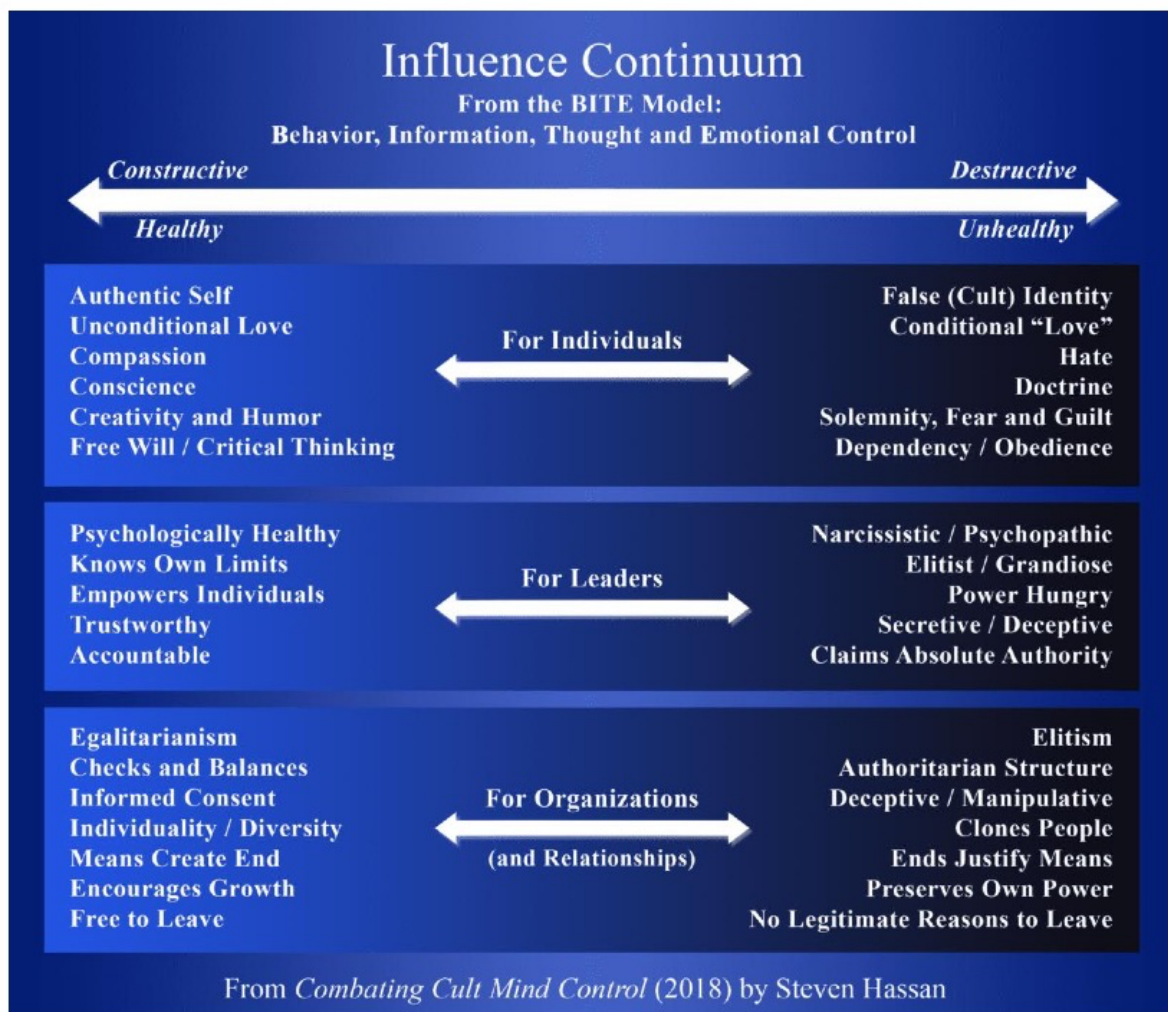 Influence Continuum
From the BITE Model:
Behavior, Information, Thought and Emotional Control
Constructive
Destructive
Healthy
Unhealthy
Authentic Self
Unconditional Love
Compassion
Conscience
Creativity and Humor
Free Will / Critical Thinking
For Individuals
False (Cult) Identity
Conditional “Love”
Hate
Doctrine
Solemnity, Fear and Guilt
Dependency / Obedience
Psychologically Healthy
Knows Own Limits
Empowers Individuals
Trustworthy
Accountable
For Leaders
Narcissistic / Psychopathic
Elitist / Grandiose
Power Hungry
Secretive / Deceptive
Claims Absolute Authority
Egalitarianism
Checks and Balances
Informed Consent
Individuality / Diversity
Means Create End
Encourages Growth
Free to Leave
For Organizations
(and Relationships)
Elitism
Authoritarian Structure
Deceptive / Manipulative
Clones People
Ends Justify Means
Preserves Own Power
No Legitimate Reasons to Leave
From Combating Cult Mind Control (2018) by Steven Hassan